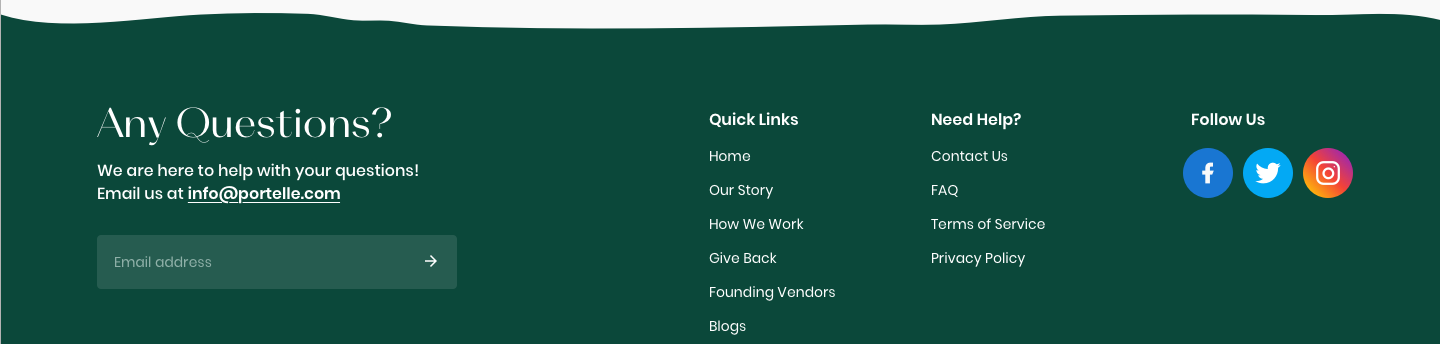 Any Questions?
We are here to help with your questions!
Email us at info@portelle.com
Email address
Quick Links
Home
Our Story
How We Work
Give Back
Founding Vendors
Blogs
Need Help?
Contact Us
FAQ
Terms of Service
Privacy Policy
Follow Us